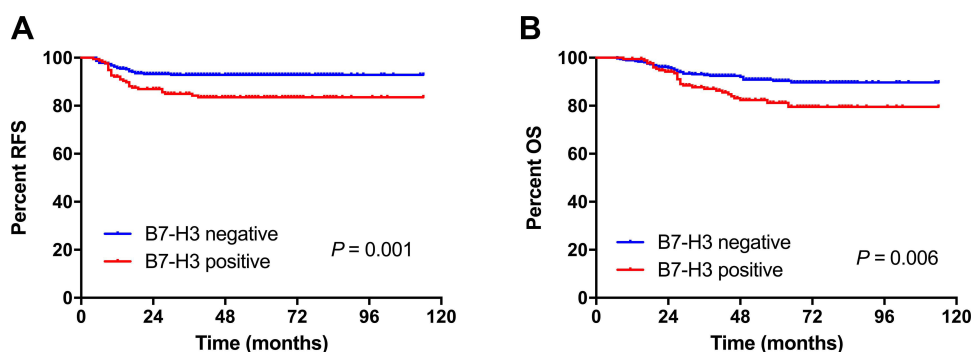 A
Percent RFS
100
80
60
40
20
0
B7-H3 negative
B7-H3 positive
P = 0.001
0 24 48 72 96 120
Time (months)
B
Percent OS
100
80
60
40
20
0
B7-H3 negative
B7-H3 positive
P = 0.006
0 24 48 72 96 120
Time (months)